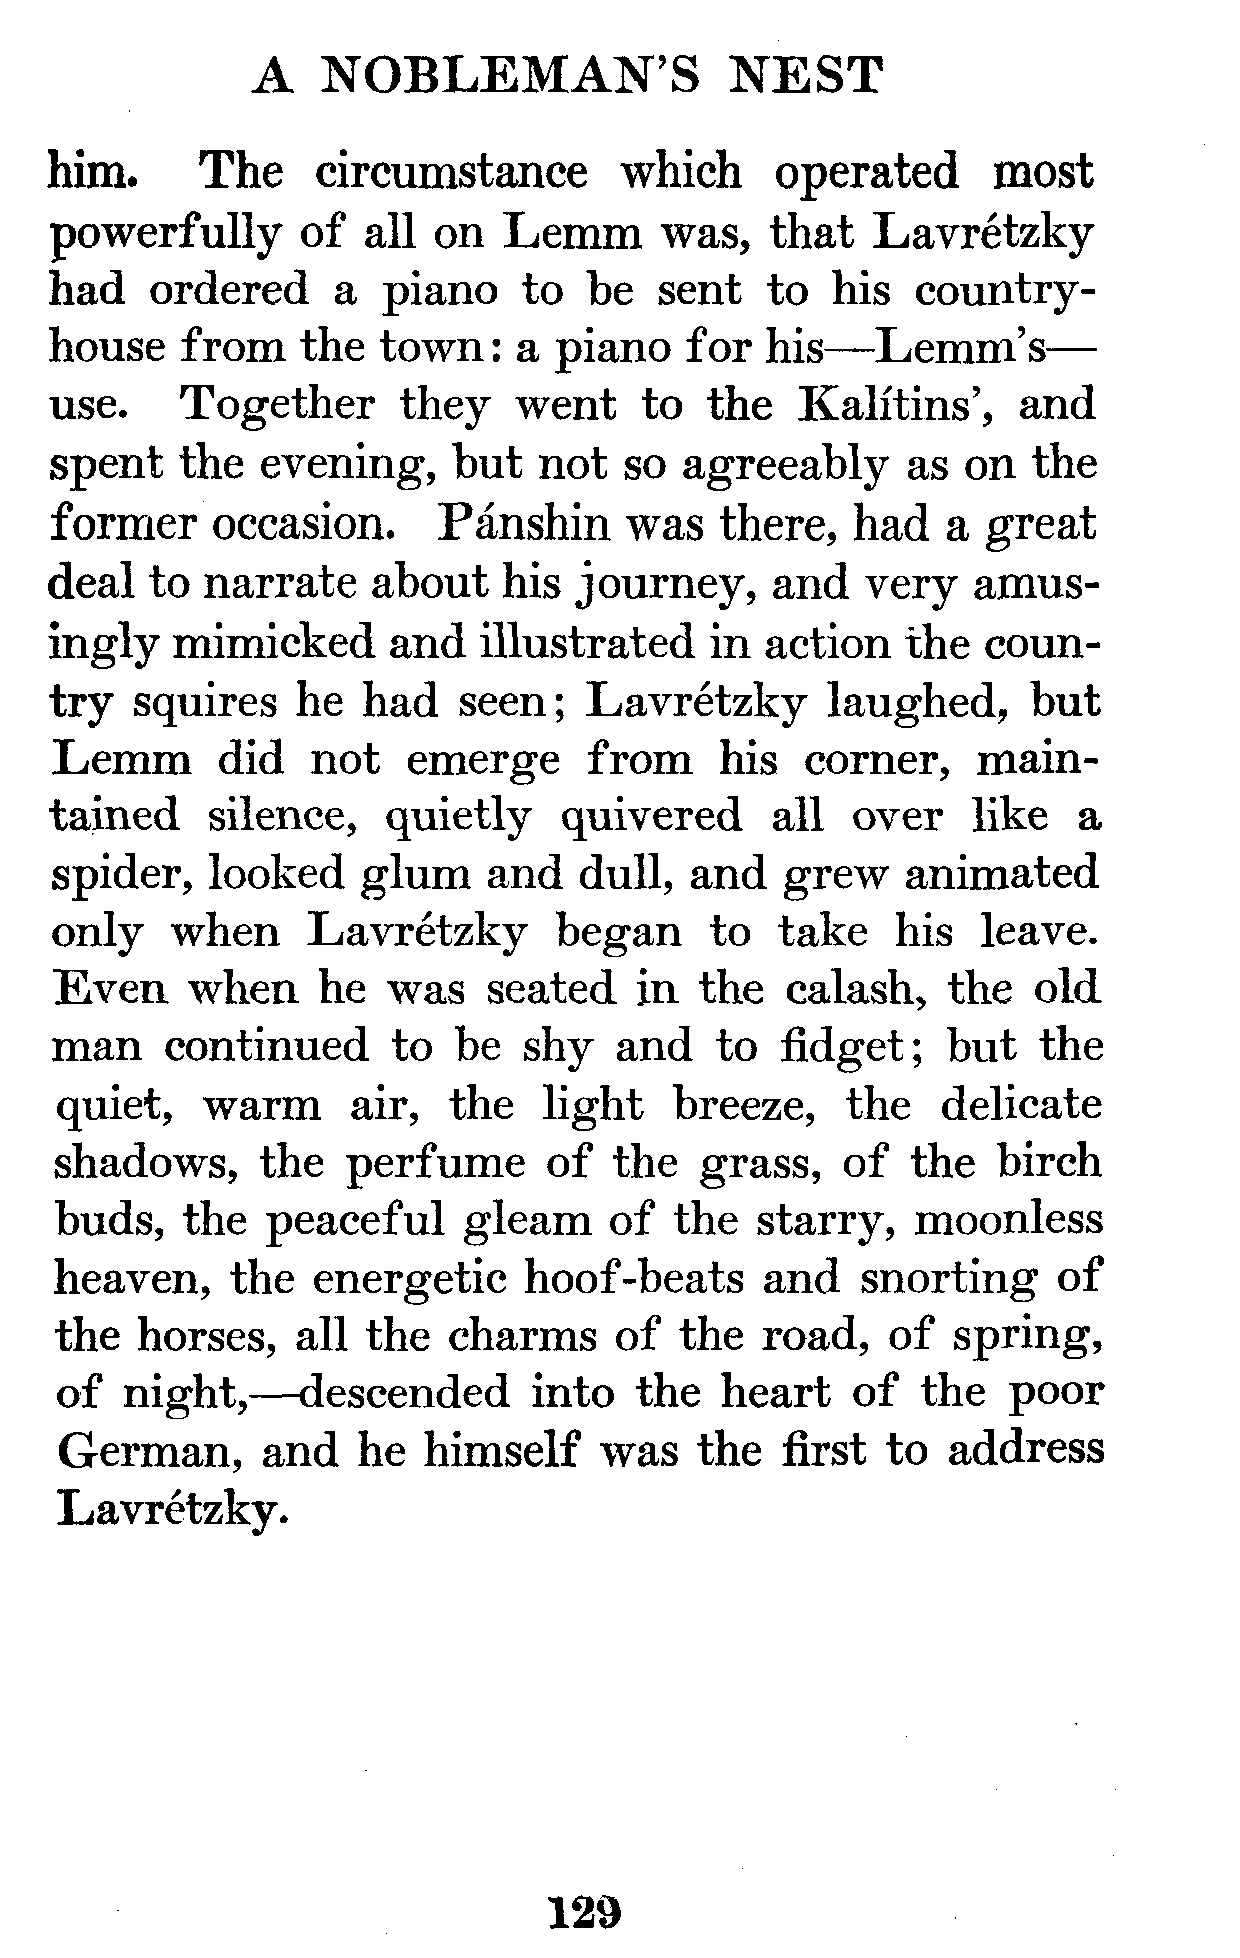 A NOBLEMAN'S NEST
him. The circumstance which operated most
powerfully of all on Lemm was, that Lavrétzky
had ordered a piano to be sent to his country-
house from the town: a piano for his—Lemm's—
use. Together they went to the Kalítins', and
spent the evening, but not so agreeably as on the
former occasion. Pánshin was there, had a great
deal to narrate about his journey, and very amus-
ingly mimicked and illustrated in action the coun-
try squires he had seen; Lavrétzky laughed, but
Lemm did not emerge from his corner, main-
tained silence, quietly quivered all over like a
spider, looked glum and dull, and grew animated
only when Lavrétzky began to take his leave.
Even when he was seated in the calash, the old
man continued to be shy and to fidget; but the
quiet, warm air, the light breeze, the delicate
shadows, the perfume of the grass, of the birch
buds, the peaceful gleam of the starry, moonless
heaven, the energetic hoof-beats and snorting of
the horses, all the charms of the road, of spring,
of night,—descended into the heart of the poor
German, and he himself was the first to address
Lavrétzky.
129